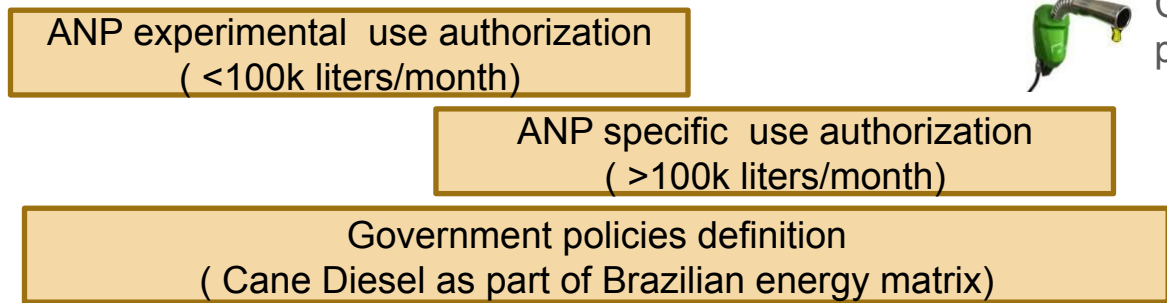 ANP experimental use authorization
( <100k liters/month)
ANP specific use authorization
( >100k liters/month)
Government policies definition
( Cane Diesel as part of Brazilian energy matrix)